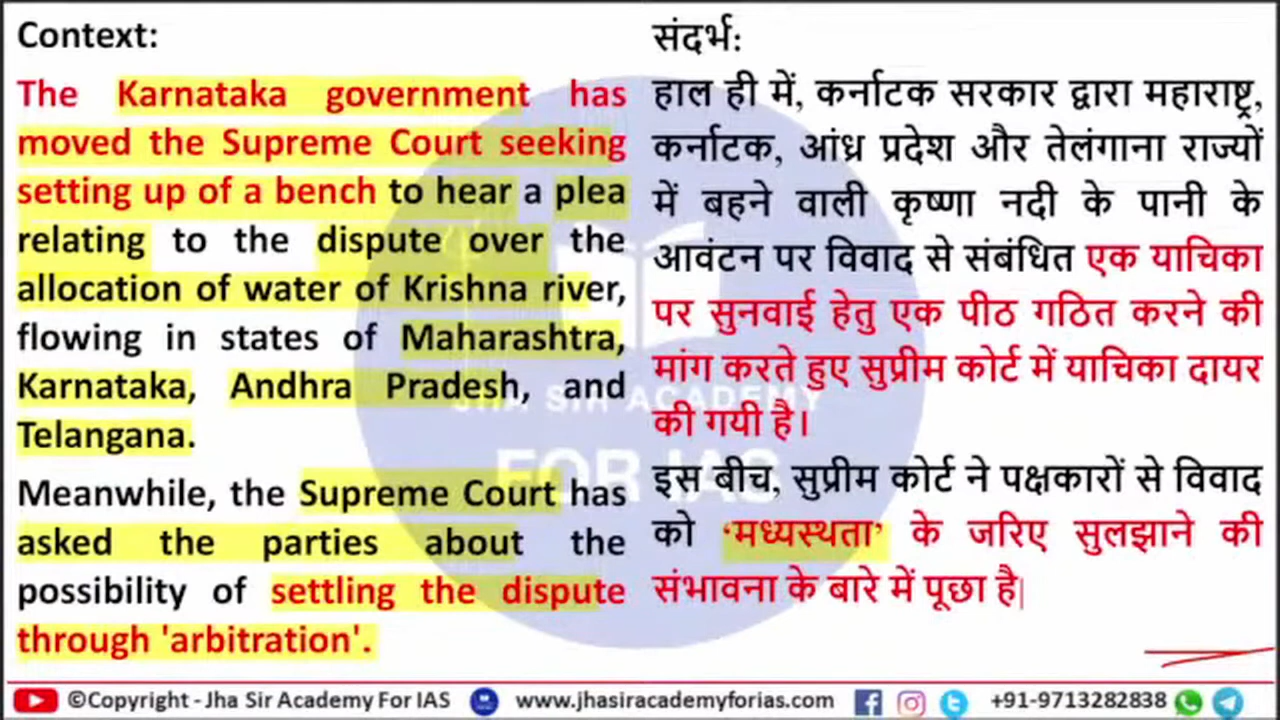 Context:
The Karnataka government has
moved the Supreme Court seeking
setting up of a bench to hear a plea
relating to the dispute over the
allocation of water of Krishna river,
flowing in states of Maharashtra,
Karnataka, Andhra Pradesh, and
Telangana.
Meanwhile, the Supreme Court has
asked the parties about the
possibility of settling the dispute
through 'arbitration'.
संदर्भ:
हाल ही में, कर्नाटक सरकार द्वारा महाराष्ट्र,
कर्नाटक, आंध्र प्रदेश और तेलंगाना राज्यों
में बहने वाली कृष्णा नदी के पानी के
आवंटन पर विवाद से संबंधित एक याचिका
पर सुनवाई हेतु एक पीठ गठित करने की
मांग करते हुए सुप्रीम कोर्ट में याचिका दायर
की गयी है।
इस बीच, सुप्रीम कोर्ट ने पक्षकारों से विवाद
को ‘मध्यस्थता’ के जरिए सुलझाने की
संभावना के बारे में पूछा है|
JHA SIR ACADEMY
FOR IAS
©Copyright - Jha Sir Academy For IAS www.jhasiracademyforias.com +91-9713282838